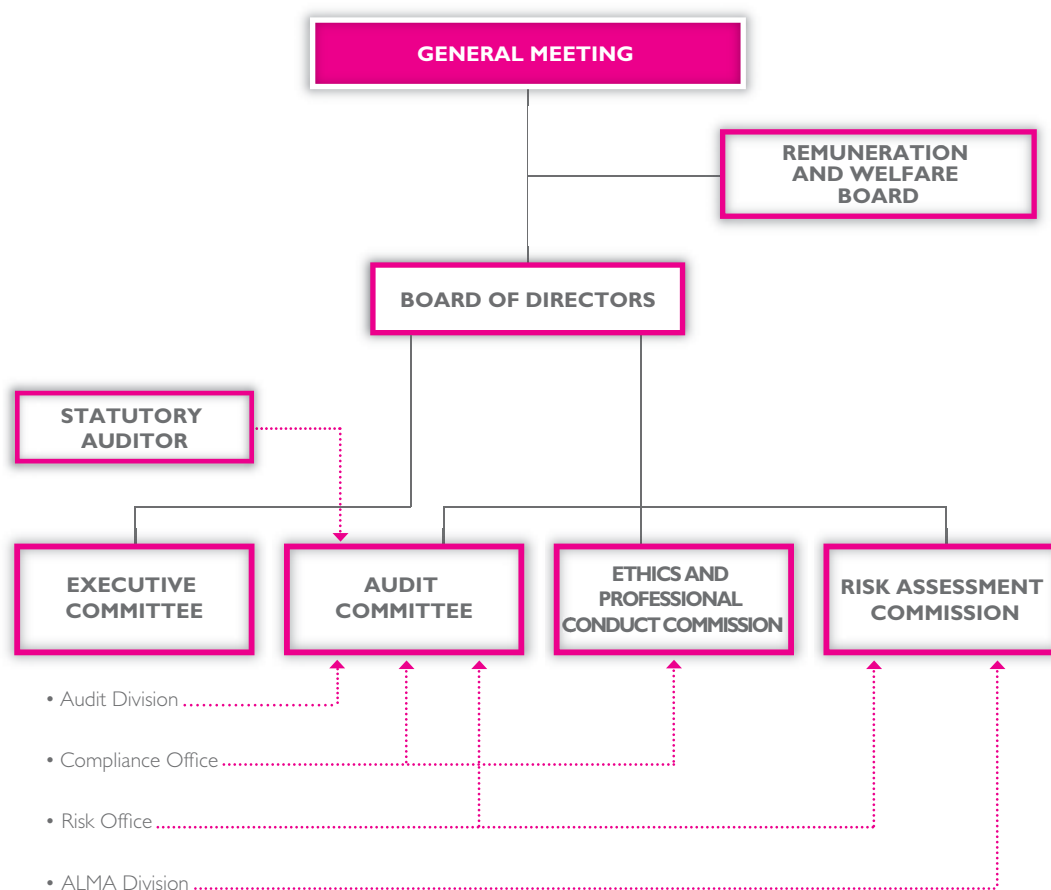 GENERAL MEETING
REMUNERATION
AND WELFARE
BOARD
BOARD OF DIRECTORS
STATUTORY
AUDITOR
EXECUTIVE
COMMITTEE
AUDIT
COMMITTEE
ETHICS AND
PROFESSIONAL
CONDUCT COMMISSION
RISK ASSESSMENT
COMMISSION
• Audit Division
• Compliance Office
• Risk Office
• ALMA Division